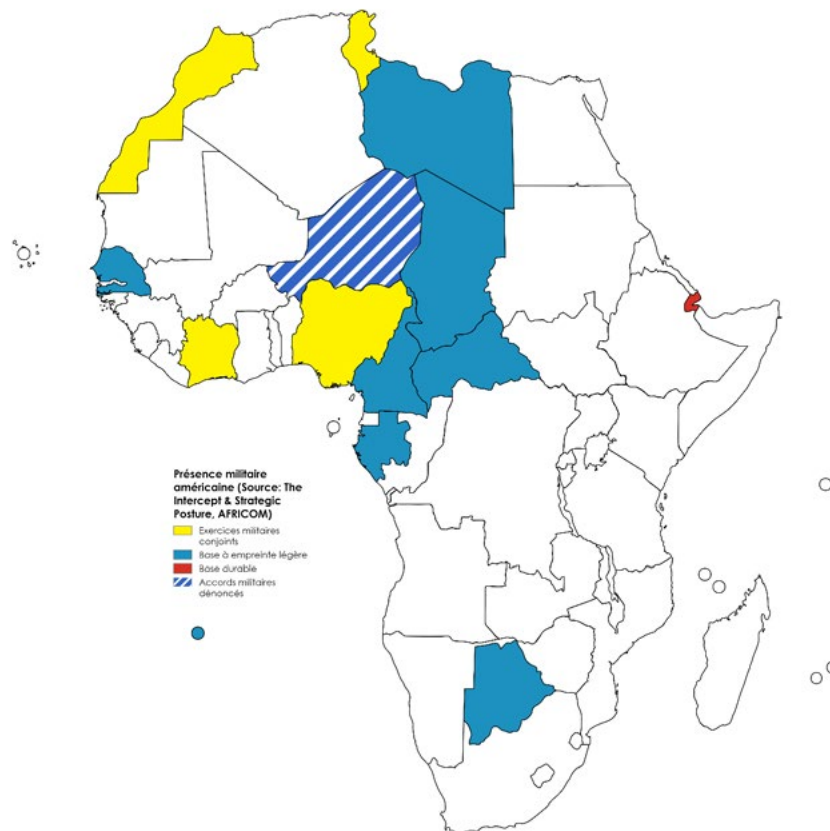 Présence militaire
américaine (Source: The
Intercept & Strategic
Posture, AFRICOM)
Exercices militaires
conjoints
Base à empreinte légère
Base durable
Accords militaires
dénoncés